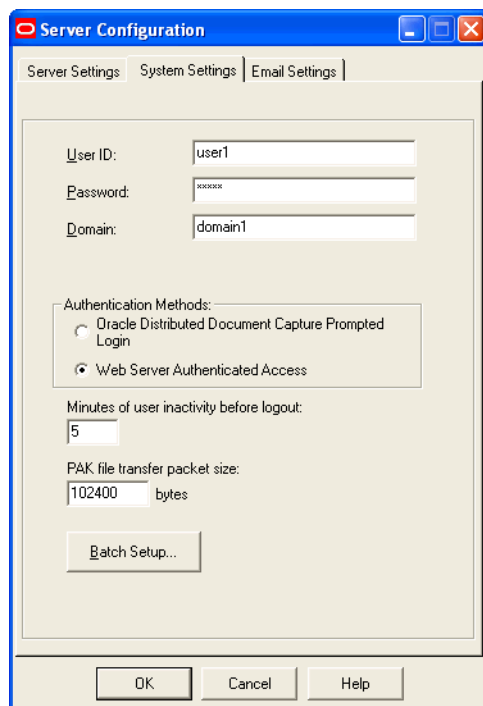 Server Configuration
Server Settings System Settings Email Settings
User ID: user1
Password: xxxxx
Domain: domain1
Authentication Methods:
Oracle Distributed Document Capture Prompted
Login
Web Server Authenticated Access
Minutes of user inactivity before logout:
5
PAK file transfer packet size:
102400 bytes
Batch Setup...
OK Cancel Help